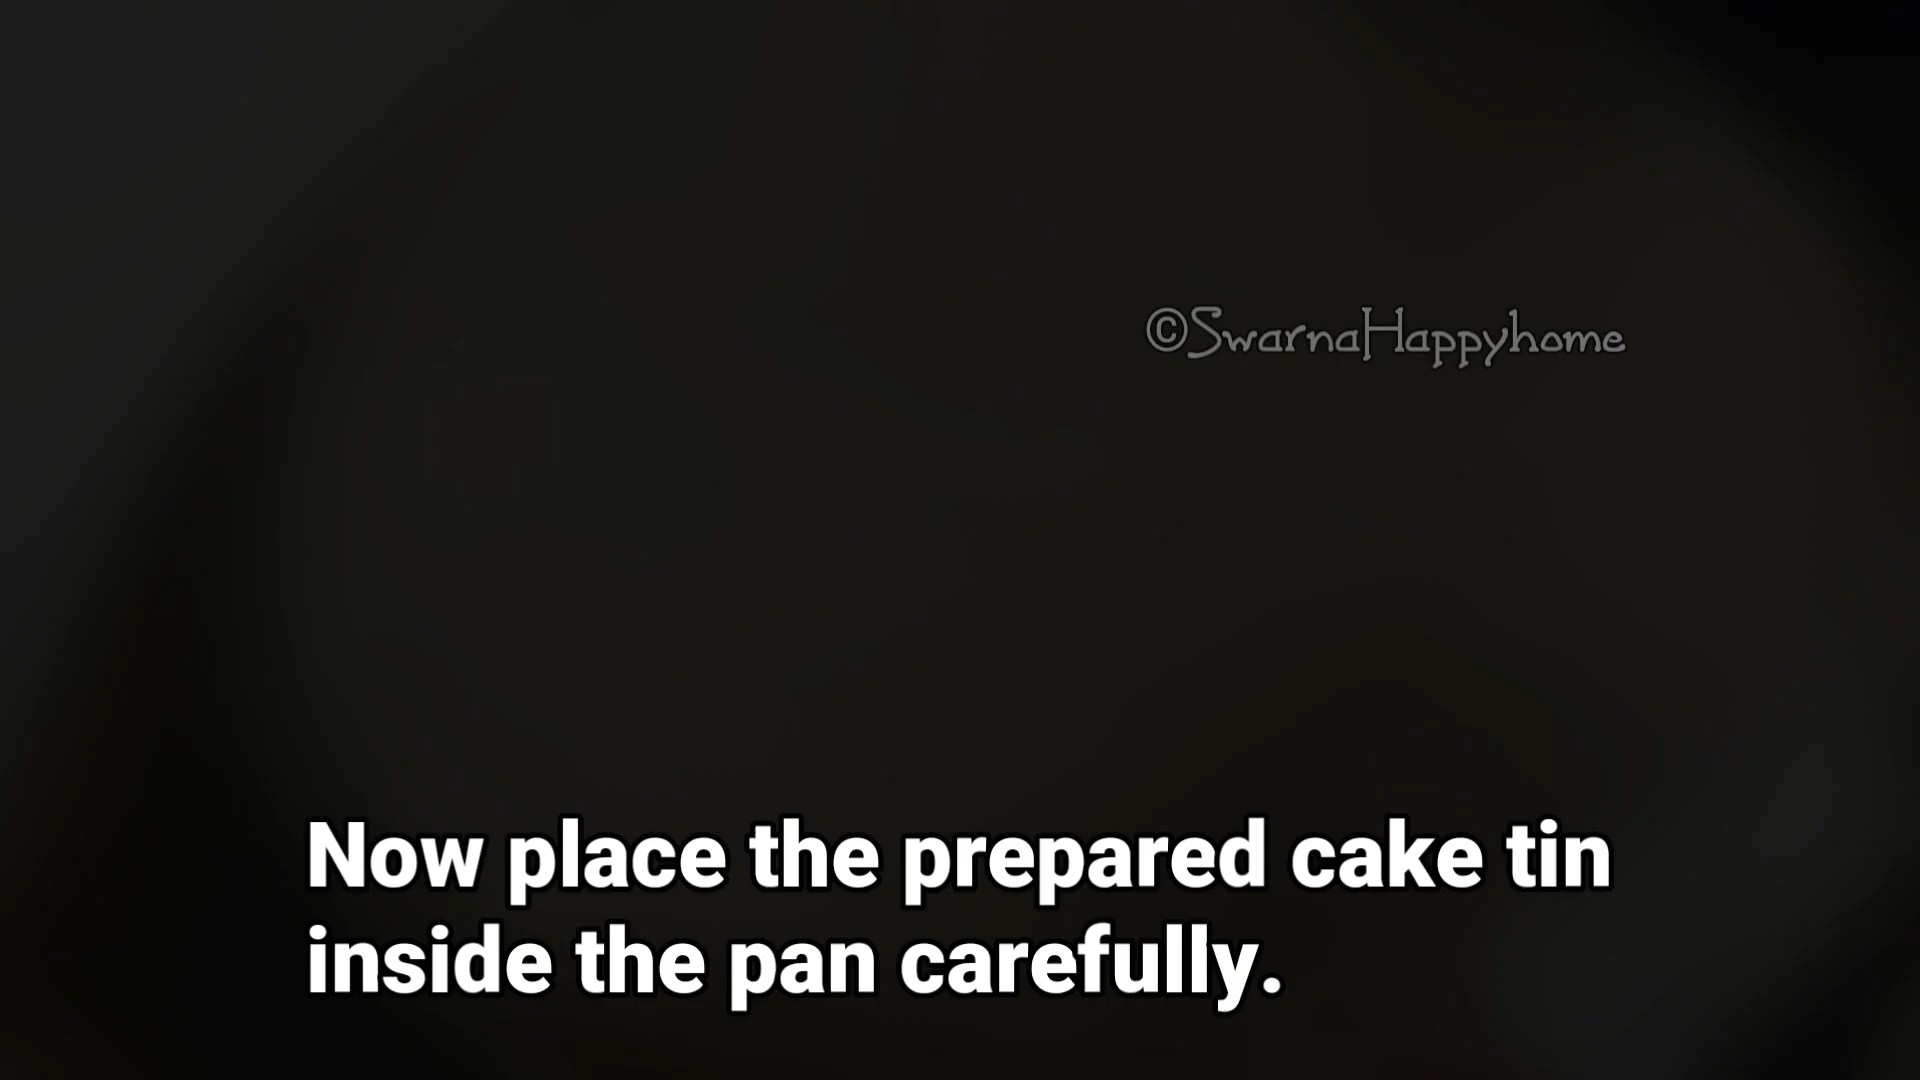 ©SwarnaHappyhome
Now place the prepared cake tin
inside the pan carefully.